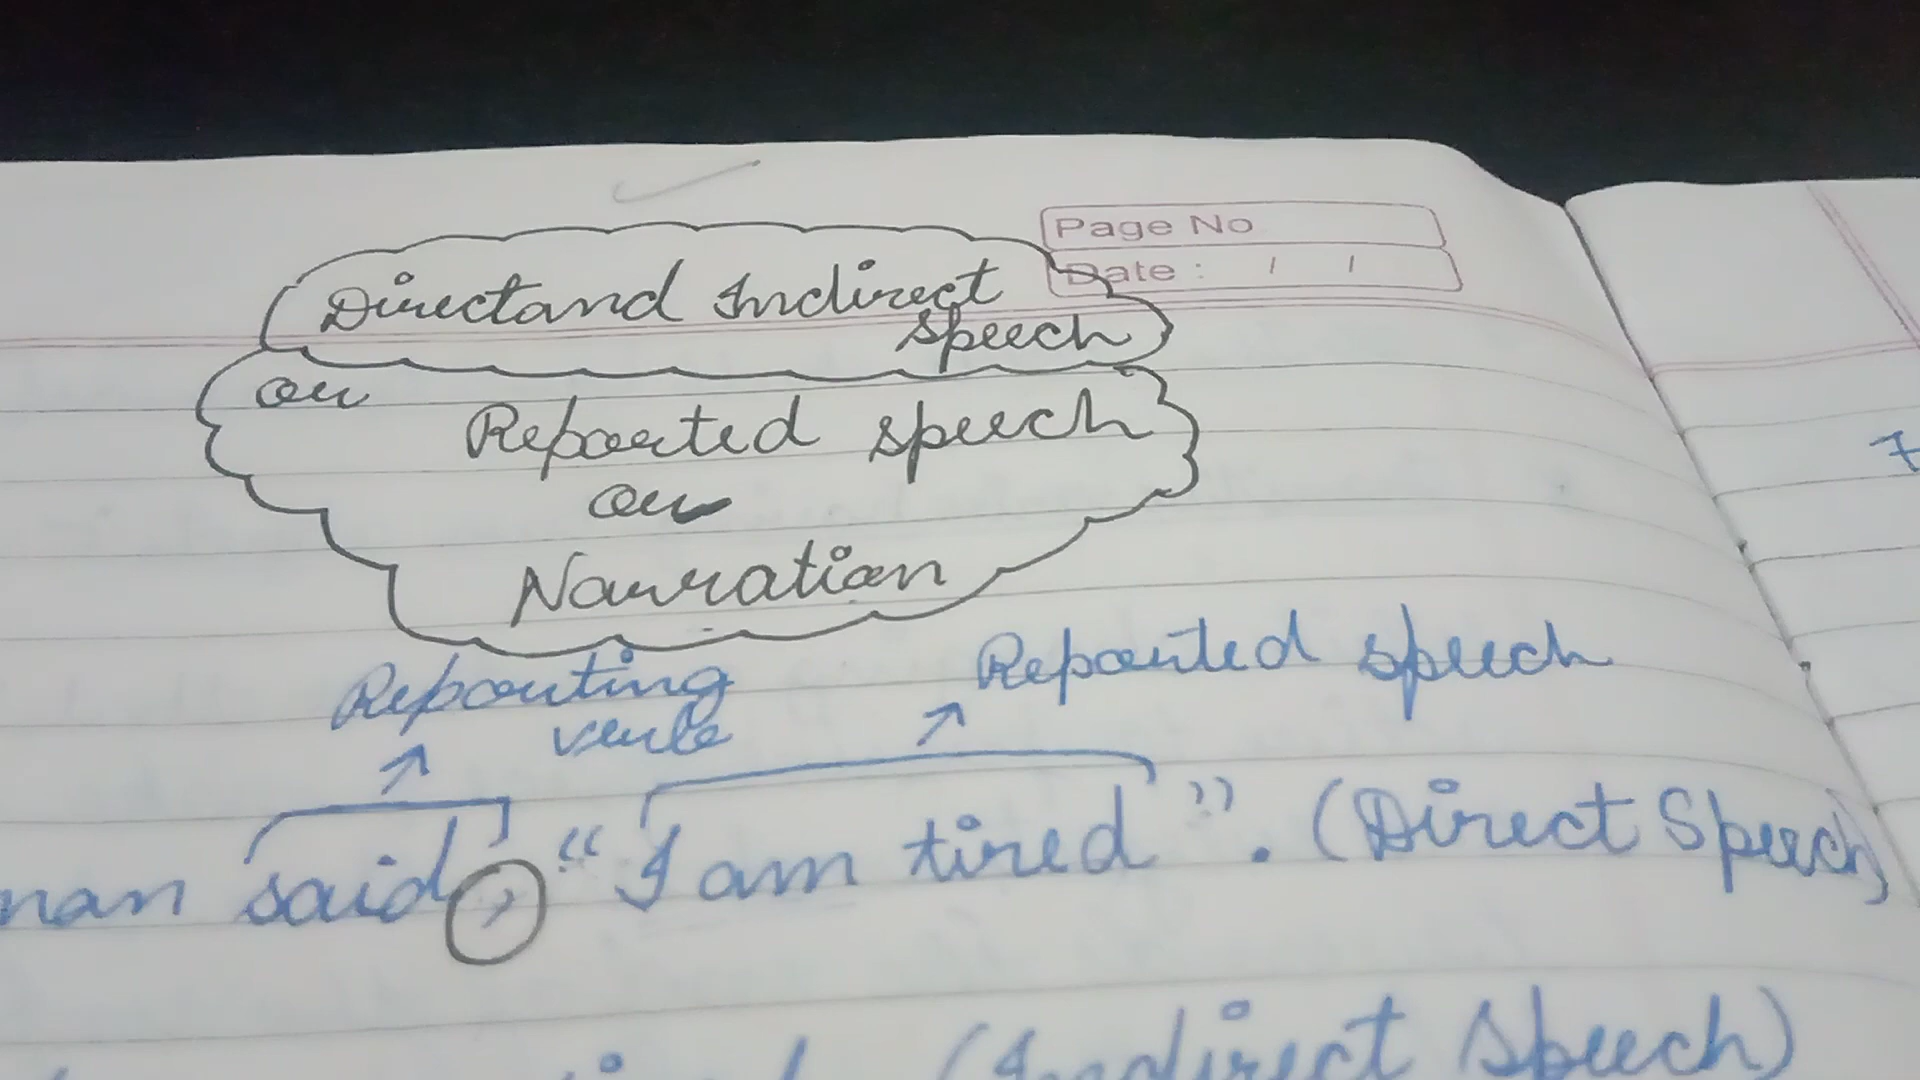 Page No
Date : / /
Direct and Indirect
speech
or
Reported speech
or
Narration
Reporting
verb
Reported speech
said, "I am tired". (Direct Speech)
(Indirect speech)